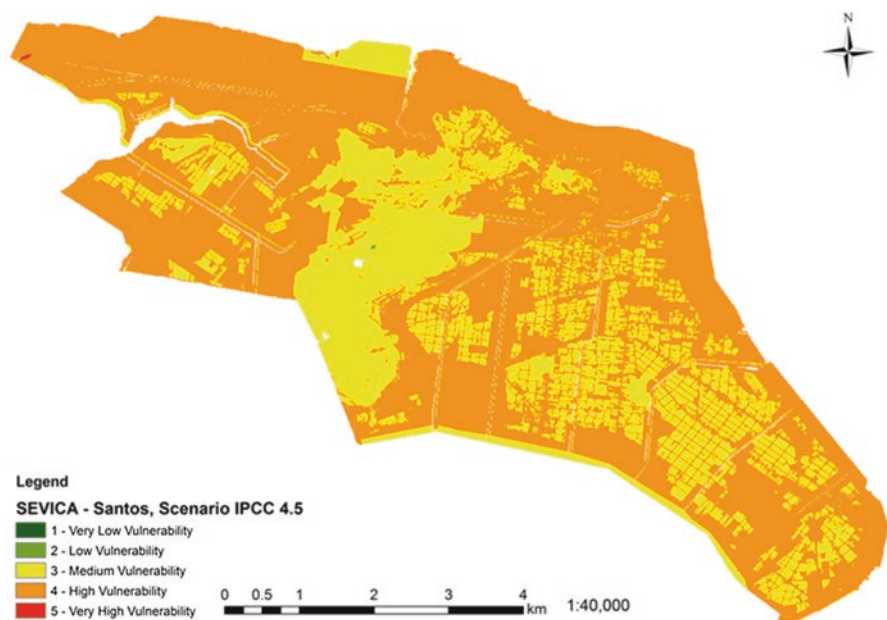 N
Legend
SEVICA - Santos, Scenario IPCC 4.5
1 - Very Low Vulnerability
2 - Low Vulnerability
3 - Medium Vulnerability
4 - High Vulnerability
5 - Very High Vulnerability
0 0.5 1 2 3 4
km
1:40,000